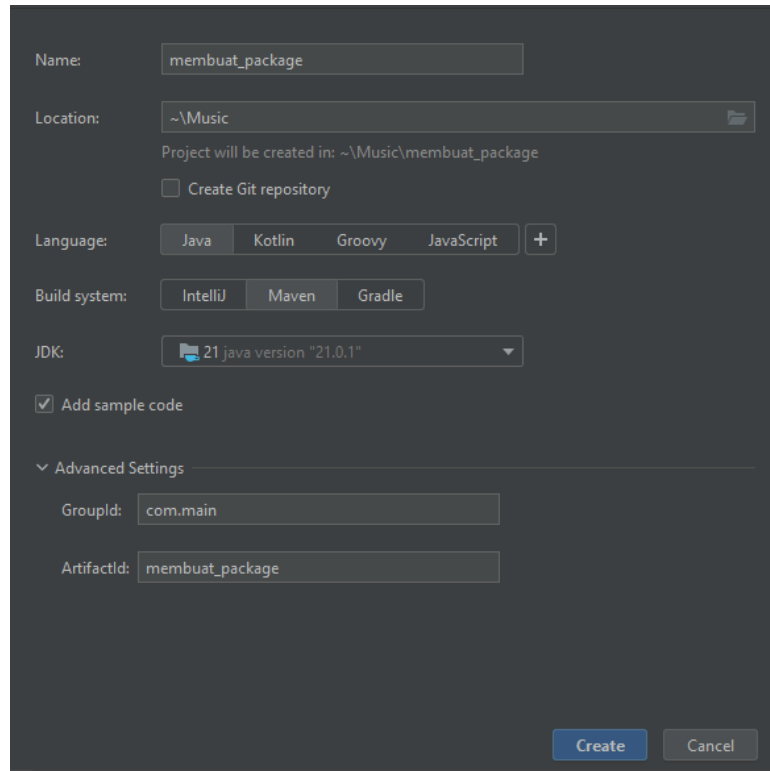 Name: membuat_package
Location: ~\Music
Project will be created in: ~\Music\membuat_package
Create Git repository
Language: Java Kotlin Groovy JavaScript +
Build system: IntelliJ Maven Gradle
JDK: 21 java version "21.0.1"
Add sample code
Advanced Settings
GroupId: com.main
ArtifactId: membuat_package
Create Cancel